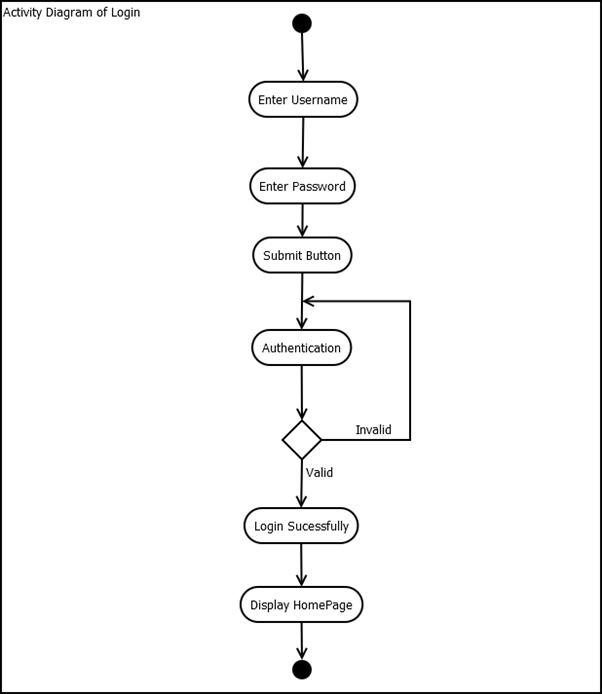 Activity Diagram of Login
Enter Username
Enter Password
Submit Button
Authentication
Invalid
Valid
Login Sucessfully
Display HomePage